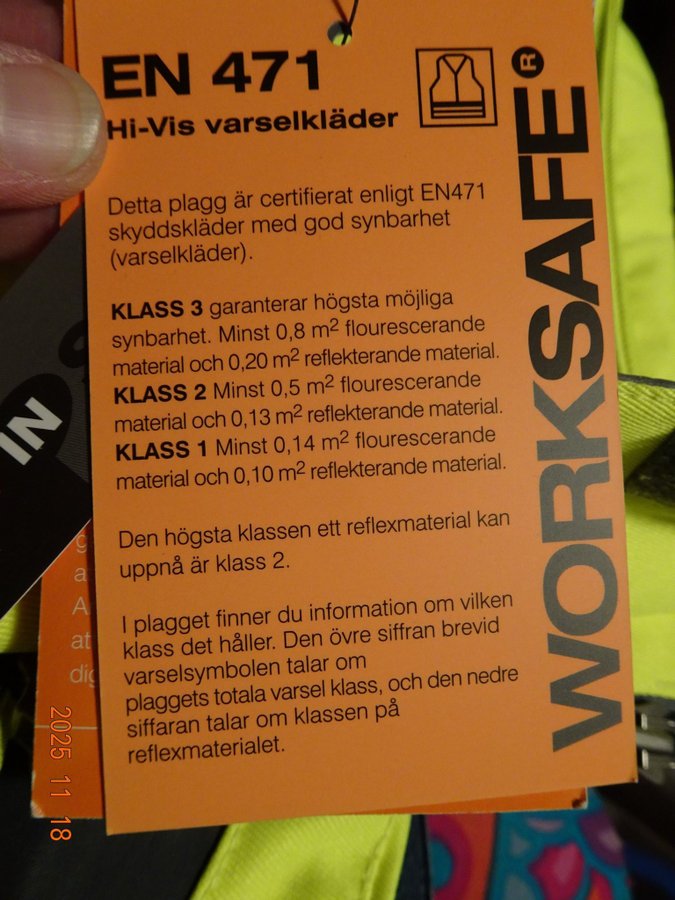 EN 471
Hi-Vis varselkläder
WORKSAFE®
Detta plagg är certifierat enligt EN471
skyddskläder med god synbarhet
(varselkläder).
KLASS 3 garanterar högsta möjliga
synbarhet. Minst 0,8 m² flourescerande
material och 0,20 m² reflekterande material.
KLASS 2 Minst 0,5 m² flourescerande
material och 0,13 m² reflekterande material.
KLASS 1 Minst 0,14 m² flourescerande
material och 0,10 m² reflekterande material.
Den högsta klassen ett reflexmaterial kan
uppnå är klass 2.
I plagget finner du information om vilken
klass det håller. Den övre siffran brevid
varselsymbolen talar om
plaggets totala varsel klass, och den nedre
siffaran talar om klassen på
reflexmaterialet.
IN
2025 11 18